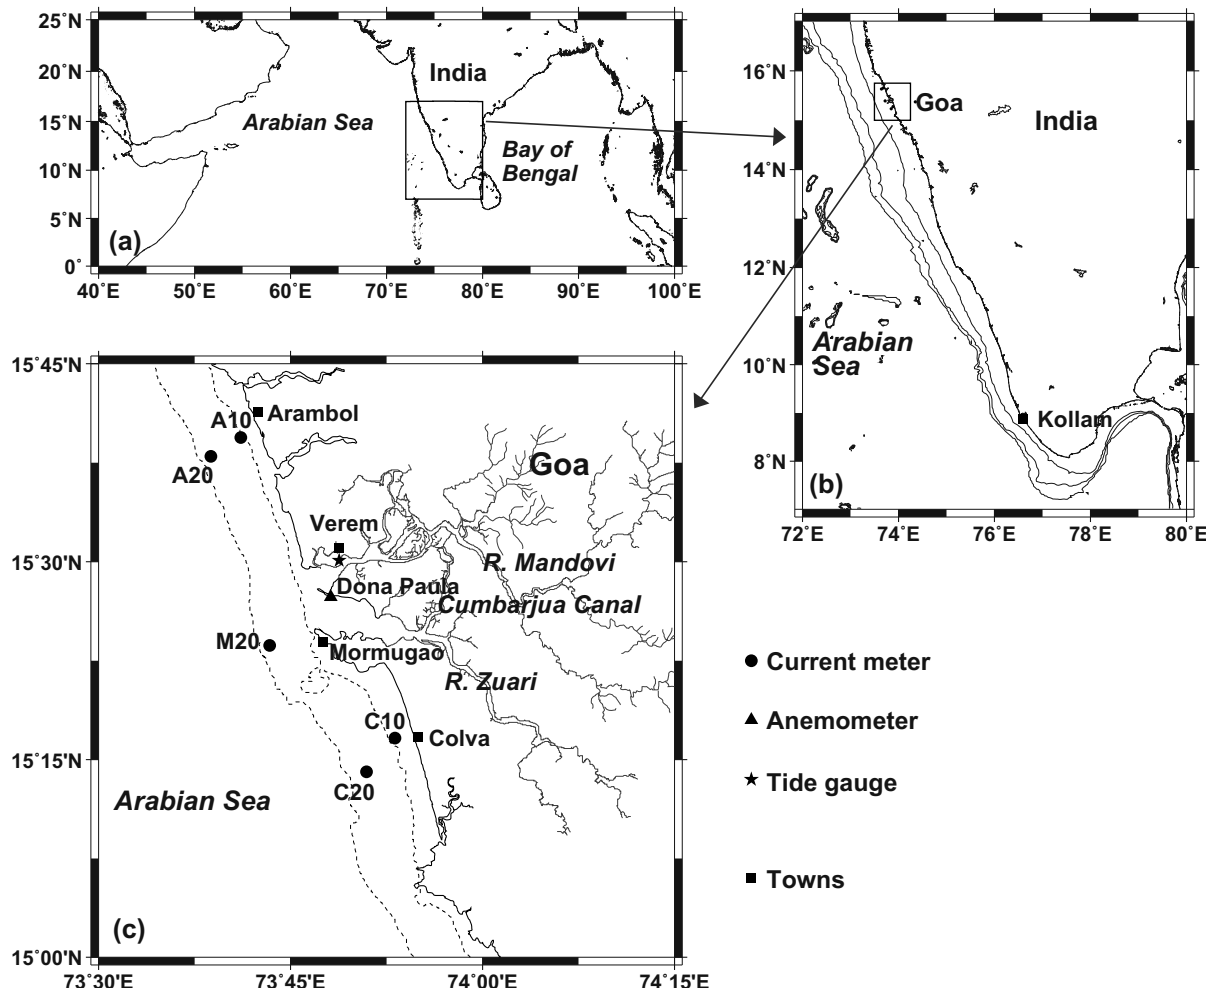 25˚N
20˚N
15˚N
10˚N
5˚N
0˚
India
Arabian Sea
Bay of
Bengal
(a)
40˚E
50˚E
60˚E
70˚E
80˚E
90˚E
100˚E
16˚N
14˚N
12˚N
10˚N
8˚N
Goa
India
Arabian
Sea
Kollam
(b)
72˚E
74˚E
76˚E
78˚E
80˚E
15˚45'N
15˚30'N
15˚15'N
15˚00'N
A10
Arambol
A20
Goa
Verem
R. Mandovi
Dona Paula
Cumbarjua Canal
M20
Mormugao
R. Zuari
C10
Colva
C20
Arabian Sea
(c)
73˚30'E
73˚45'E
74˚00'E
74˚15'E
Current meter
Anemometer
Tide gauge
Towns